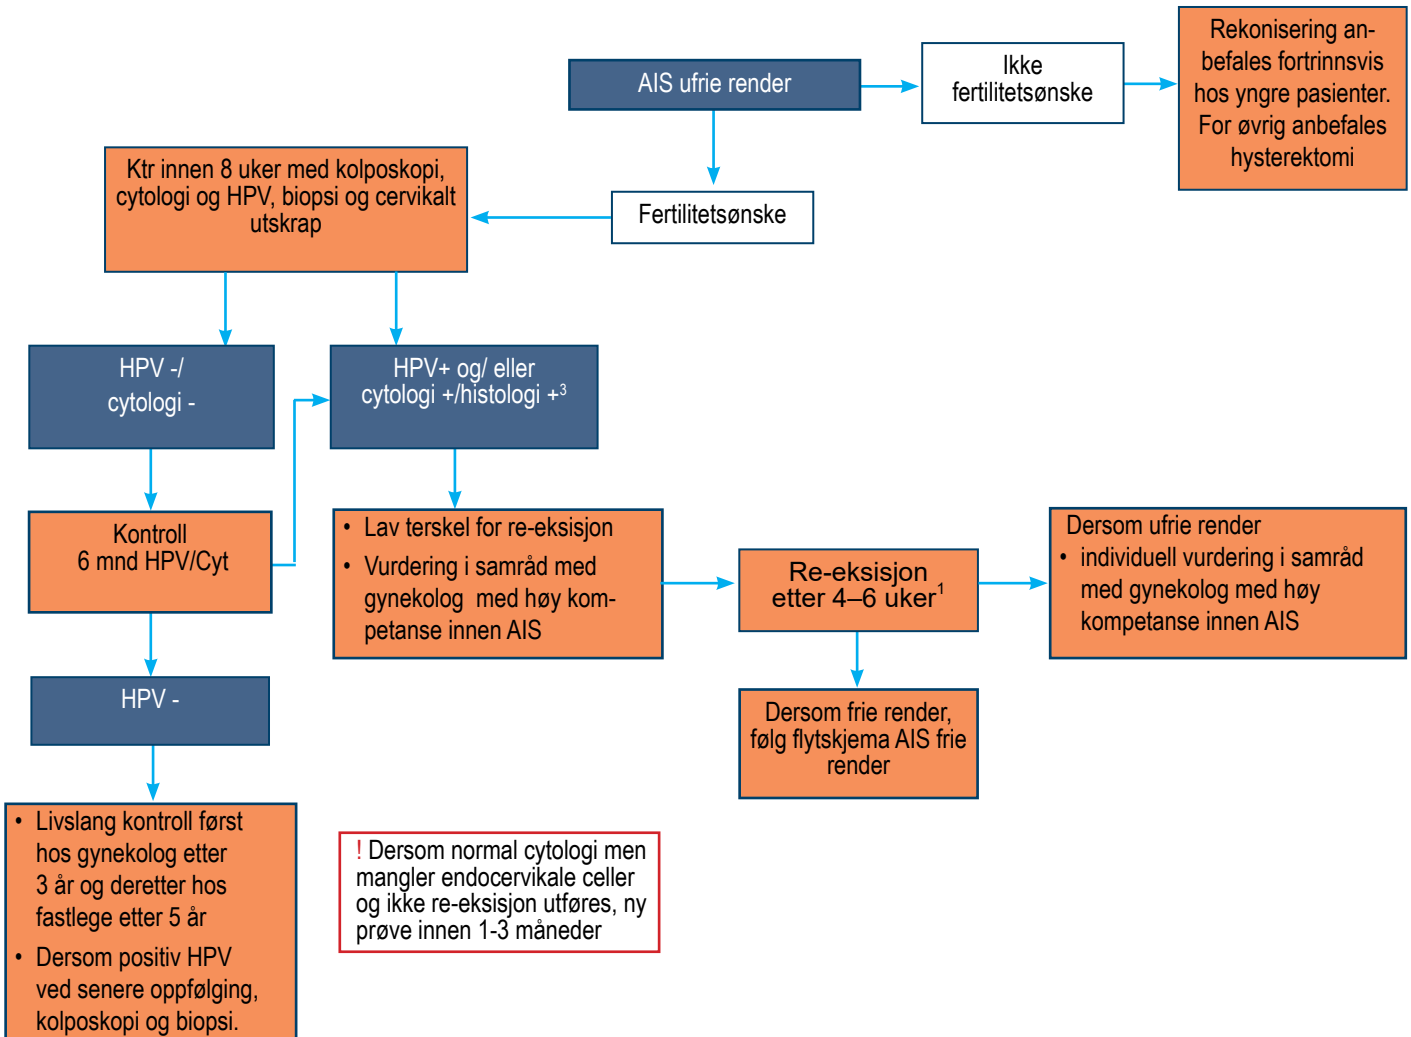 AIS ufrie render
Ikke
fertilitetsønske
Rekonisering an-
befales fortrinnsvis
hos yngre pasienter.
For øvrig anbefales
hysterektomi
Fertilitetsønske
Ktr innen 8 uker med kolposkopi,
cytologi og HPV, biopsi og cervikalt
utskrap
HPV -/
cytologi -
HPV+ og/ eller
cytologi +/histologi +³
Kontroll
6 mnd HPV/Cyt
• Lav terskel for re-eksisjon
• Vurdering i samråd med
gynekolog med høy kom-
petanse innen AIS
Re-eksisjon
etter 4–6 uker¹
Dersom ufrie render
• individuell vurdering i samråd
med gynekolog med høy
kompetanse innen AIS
HPV -
Dersom frie render,
følg flytskjema AIS frie
render
• Livslang kontroll først
hos gynekolog etter
3 år og deretter hos
fastlege etter 5 år
• Dersom positiv HPV
ved senere oppfølging,
kolposkopi og biopsi.
! Dersom normal cytologi men
mangler endocervikale celler
og ikke re-eksisjon utføres, ny
prøve innen 1-3 måneder